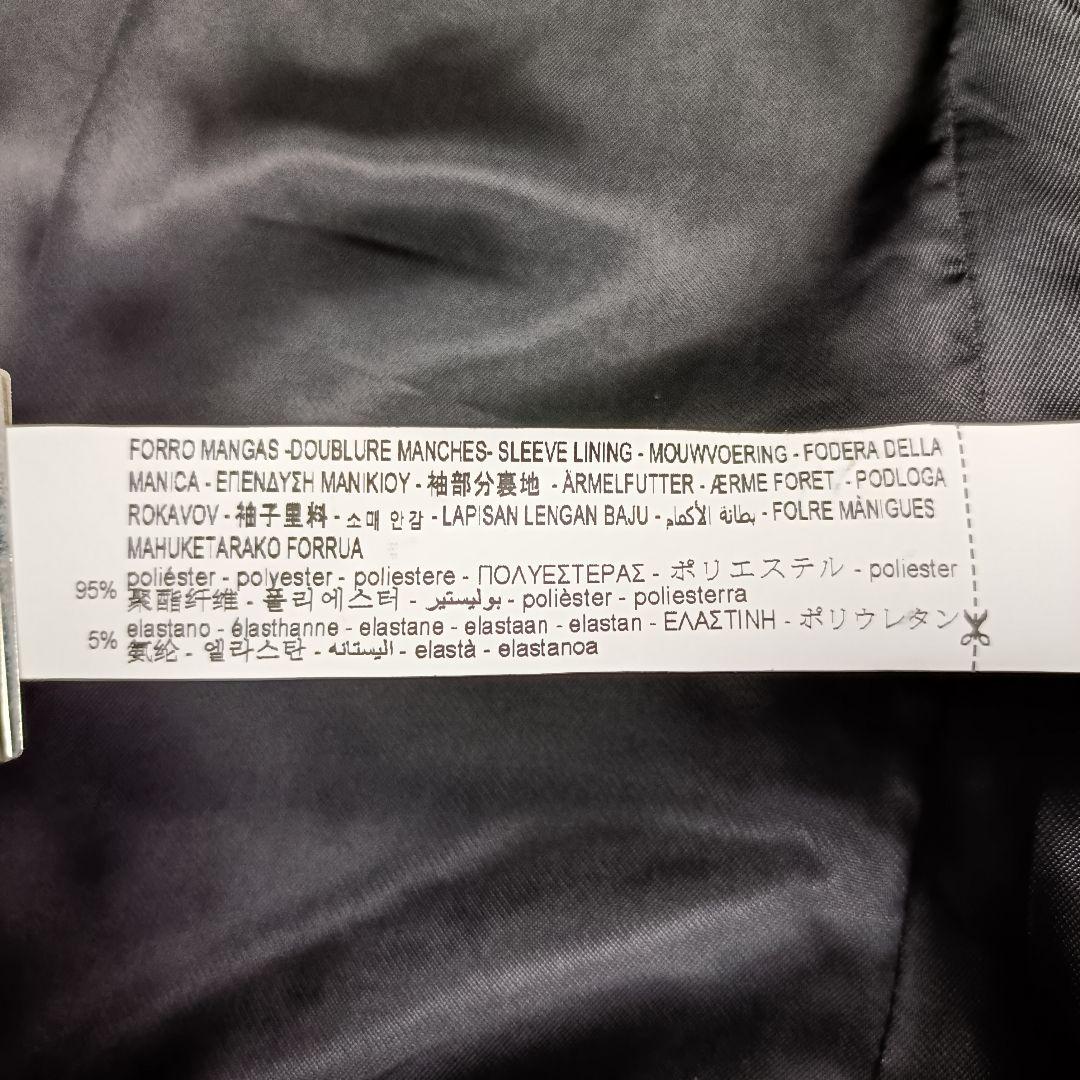 FORRO MANGAS -DOUBLURE MANCHES- SLEEVE LINING - MOUWVOERING - FODERA DELLA
MANICA - ΕΠΕΝΔΥΣΗ ΜΑΝΙΚΙΟΥ - 袖部分裏地 - ÄRMELFUTTER - ÆRME FORET - PODLOGA
ROKAVOV - 袖子里料 - 소매 안감 - LAPISAN LENGAN BAJU - بطانة الأكمام - FOLRE MÀNIGUES
MAHUKETARAKO FORRUA
95% poliéster - polyester - poliestere - ΠΟΛΥΕΣΤΕΡΑΣ - ポリエステル - poliester
聚酯纤维 - 폴리에스터 - بوليستير - polièster - poliesterra
5% elastano - élasthanne - elastane - elastaan - elastan - ΕΛΑΣΤΙΝΗ - ポリウレタン
氨纶 - 엘라스탄 - اليستانه - elastà - elastanoa